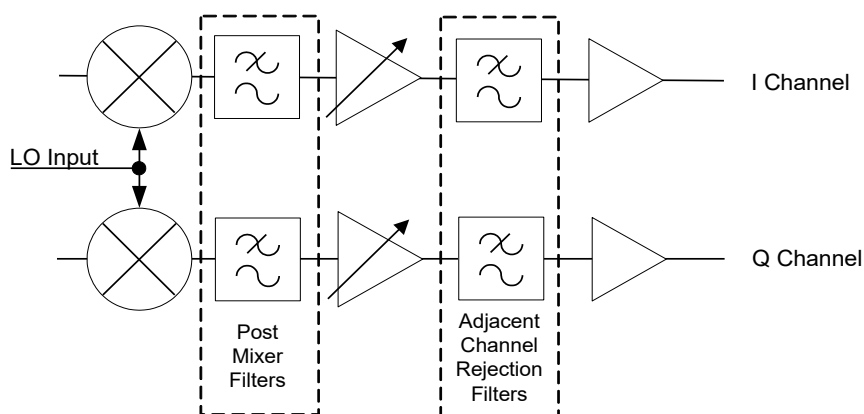 I Channel
LO Input
Q Channel
Post
Mixer
Filters
Adjacent
Channel
Rejection
Filters